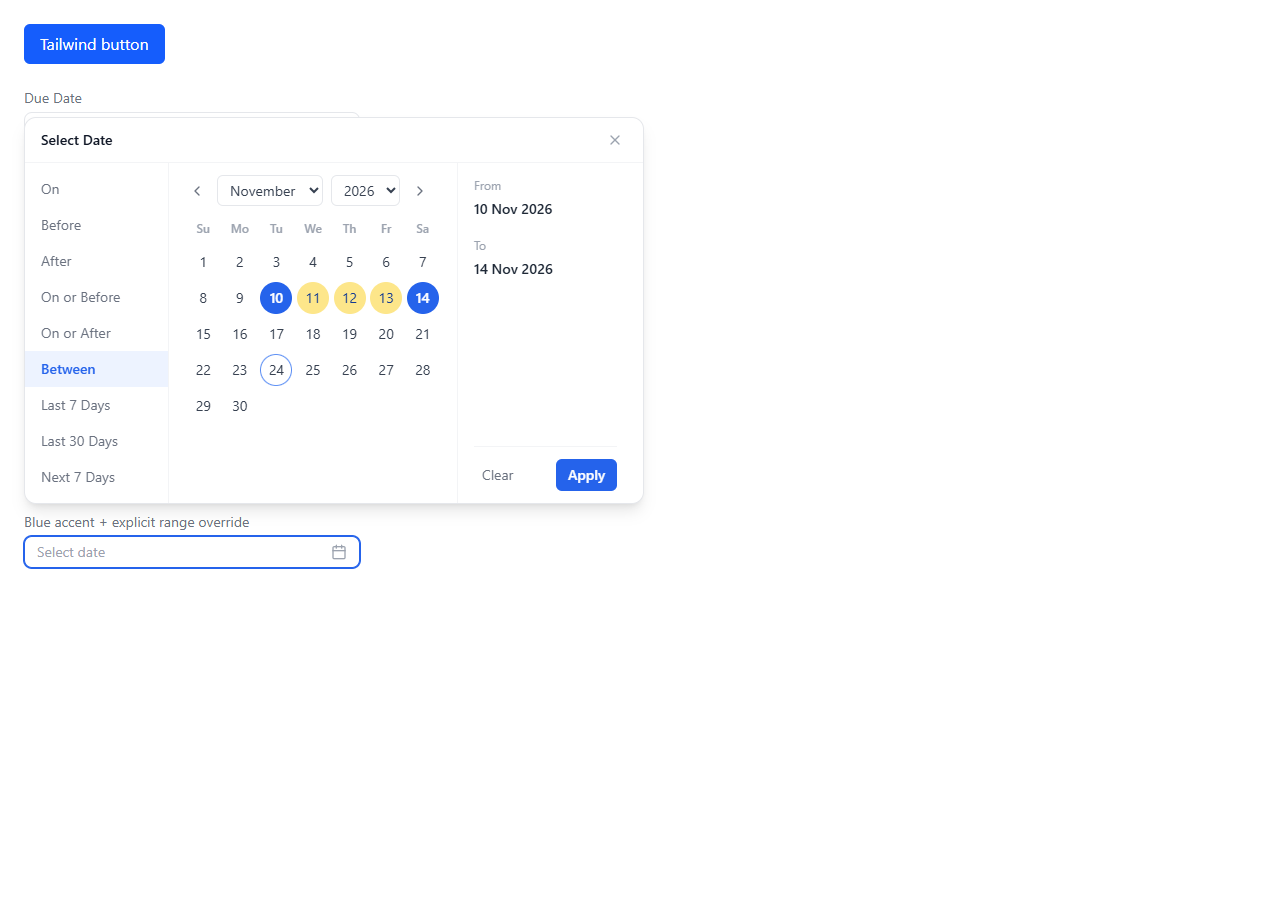 Tailwind button
Due Date
Select Date
On
Before
After
On or Before
On or After
Between
Last 7 Days
Last 30 Days
Next 7 Days
November 2026
Su Mo Tu We Th Fr Sa
1 2 3 4 5 6 7
8 9 10 11 12 13 14
15 16 17 18 19 20 21
22 23 24 25 26 27 28
29 30
From
10 Nov 2026
To
14 Nov 2026
Clear Apply
Blue accent + explicit range override
Select date